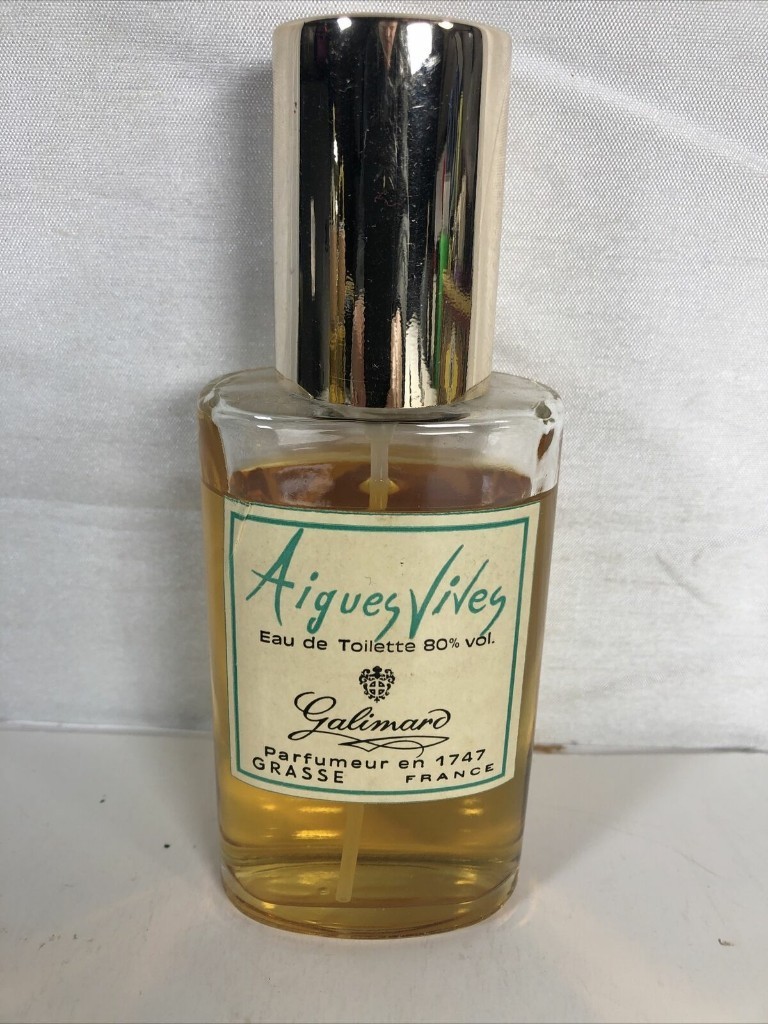 Aigues Vives
Eau de Toilette 80% vol.
Galimard
Parfumeur en 1747
GRASSE FRANCE